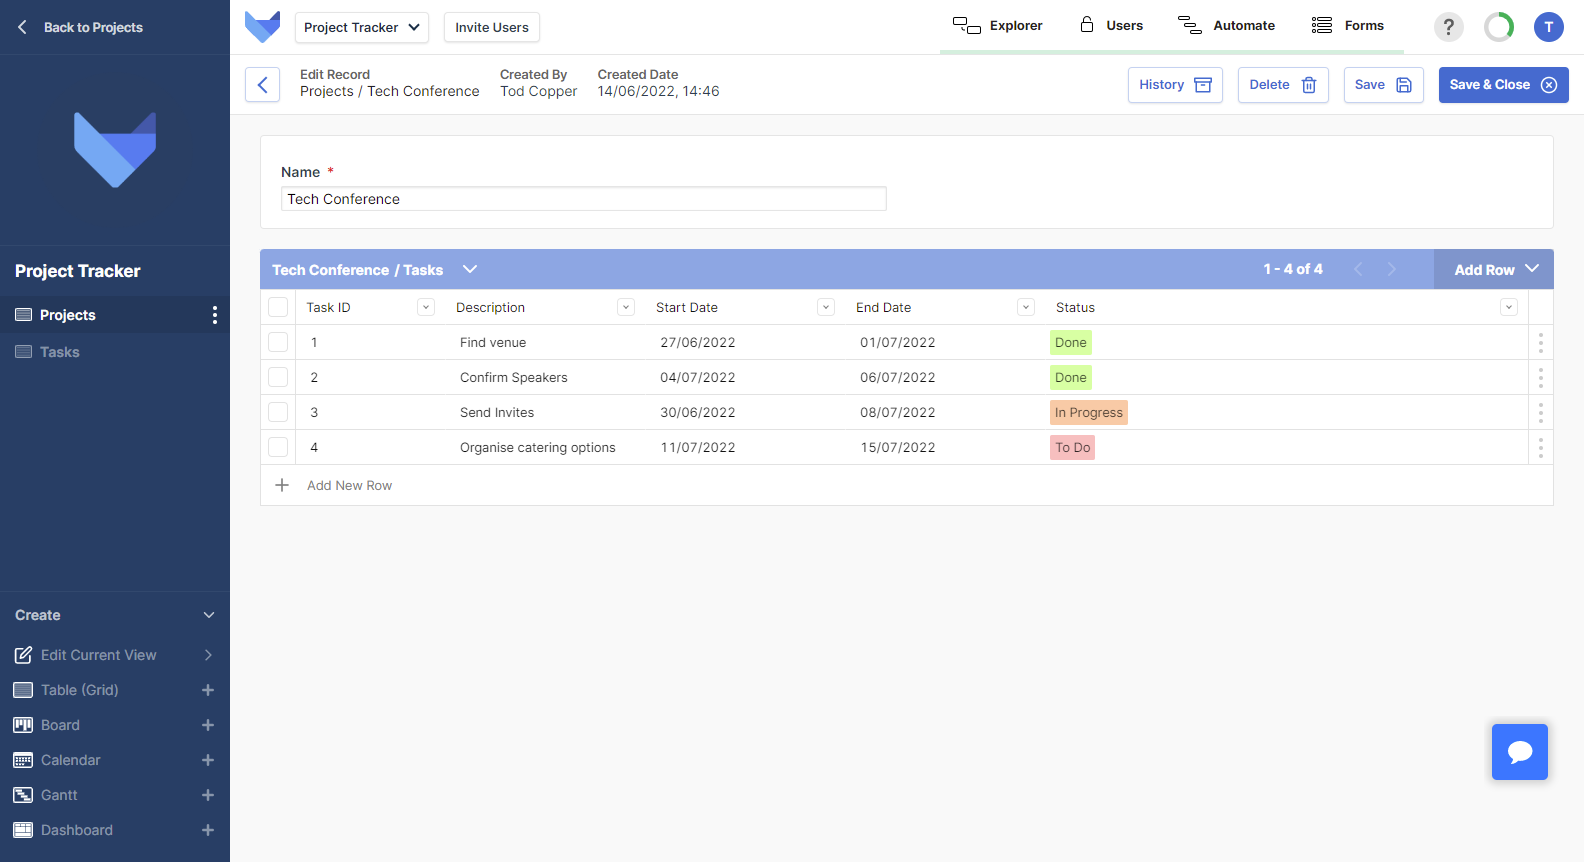 Back to Projects
Project Tracker
Invite Users
Explorer
Users
Automate
Forms
?
T
Edit Record
Projects / Tech Conference
Created By
Tod Copper
Created Date
14/06/2022, 14:46
History
Delete
Save
Save & Close
Name *
Tech Conference
Project Tracker
Projects
Tasks
Tech Conference / Tasks
1 - 4 of 4
Add Row
Task ID Description Start Date End Date Status
1 Find venue 27/06/2022 01/07/2022 Done
2 Confirm Speakers 04/07/2022 06/07/2022 Done
3 Send Invites 30/06/2022 08/07/2022 In Progress
4 Organise catering options 11/07/2022 15/07/2022 To Do
Add New Row
Create
Edit Current View
Table (Grid)
Board
Calendar
Gantt
Dashboard